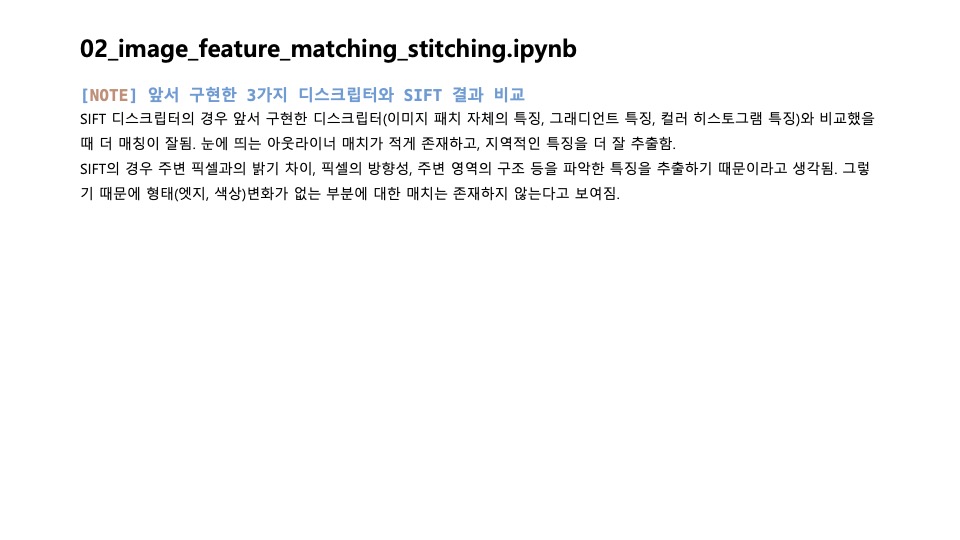 02_image_feature_matching_stitching.ipynb
[NOTE] 앞서 구현한 3가지 디스크립터와 SIFT 결과 비교
SIFT 디스크립터의 경우 앞서 구현한 디스크립터(이미지 패치 자체의 특징, 그래디언트 특징, 컬러 히스토그램 특징)와 비교했을
때 더 매칭이 잘됨. 눈에 띄는 아웃라이너 매치가 적게 존재하고, 지역적인 특징을 더 잘 추출함.
SIFT의 경우 주변 픽셀과의 밝기 차이, 픽셀의 방향성, 주변 영역의 구조 등을 파악한 특징을 추출하기 때문이라고 생각됨. 그렇
기 때문에 형태(엣지, 색상)변화가 없는 부분에 대한 매치는 존재하지 않는다고 보여짐.